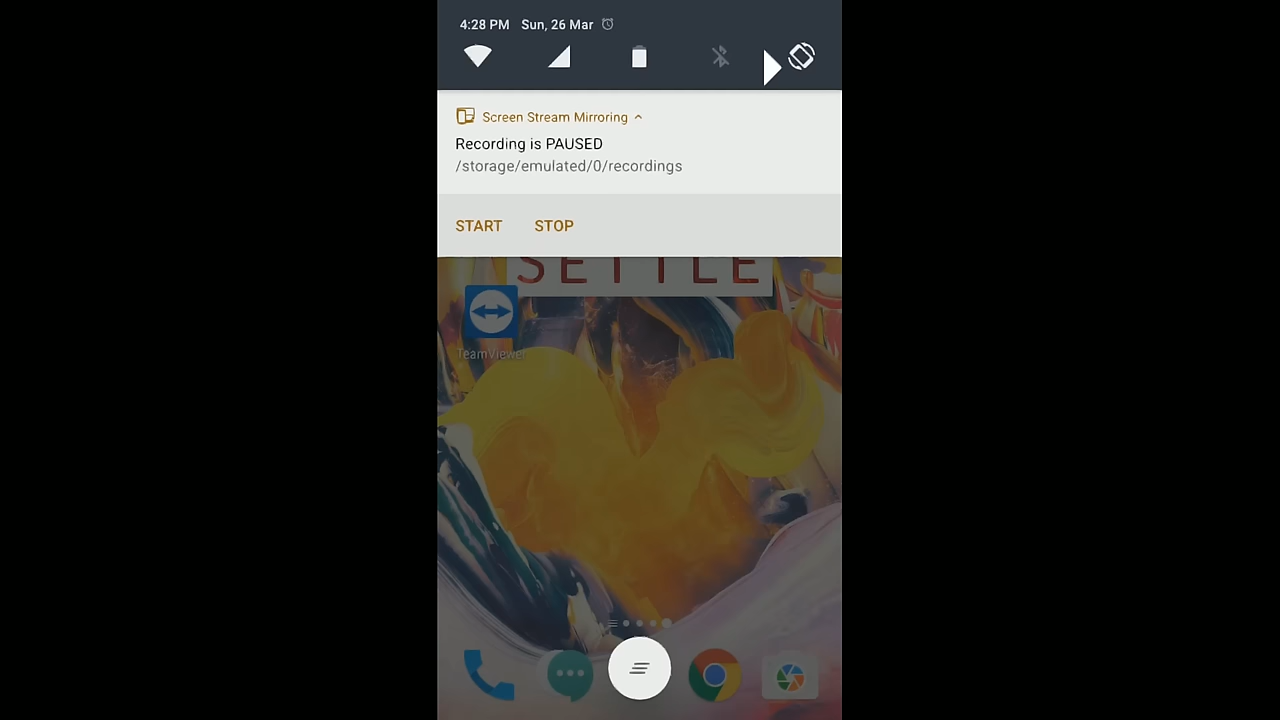 4:28 PM Sun, 26 Mar
Screen Stream Mirroring
Recording is PAUSED
/storage/emulated/0/recordings
START STOP
SETTLE
TeamViewer